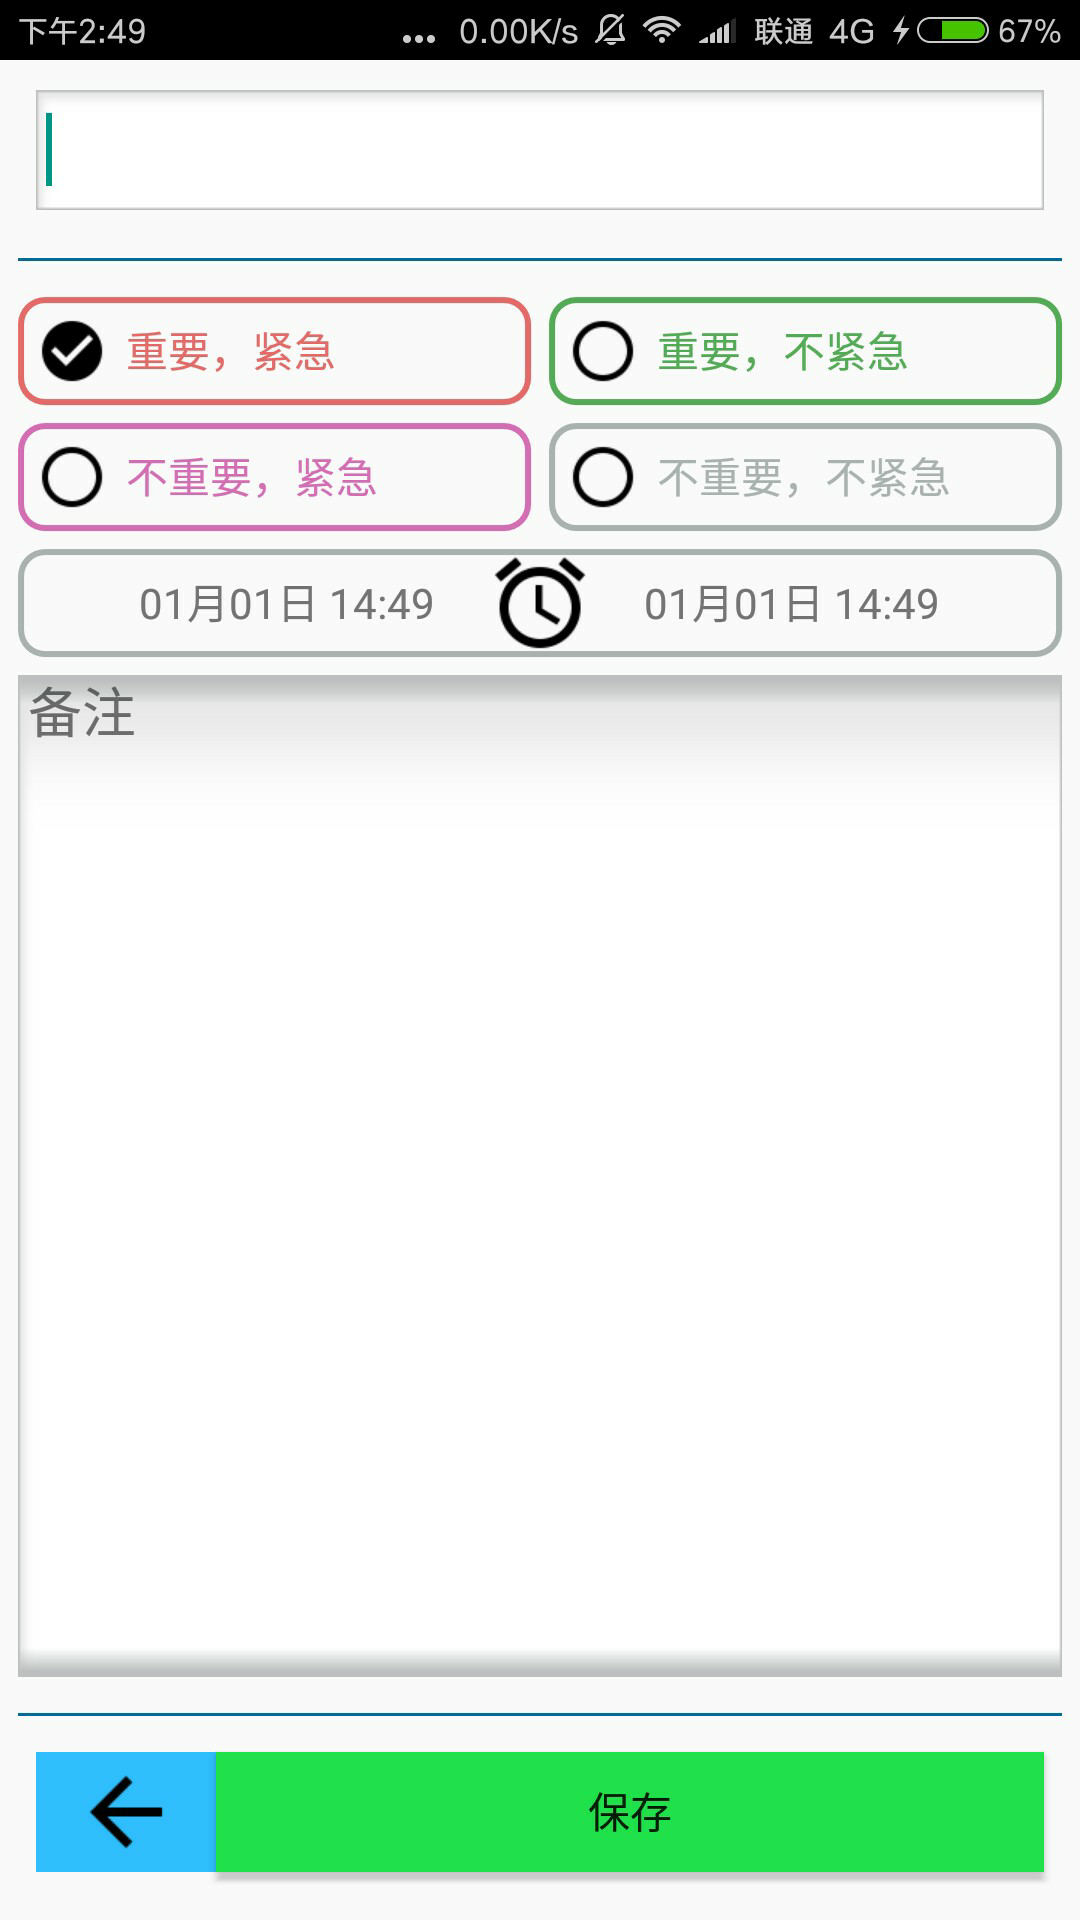 下午2:49 ... 0.00K/s 联通 4G 67%
重要，紧急 重要，不紧急
不重要，紧急 不重要，不紧急
01月01日 14:49 01月01日 14:49
备注
保存